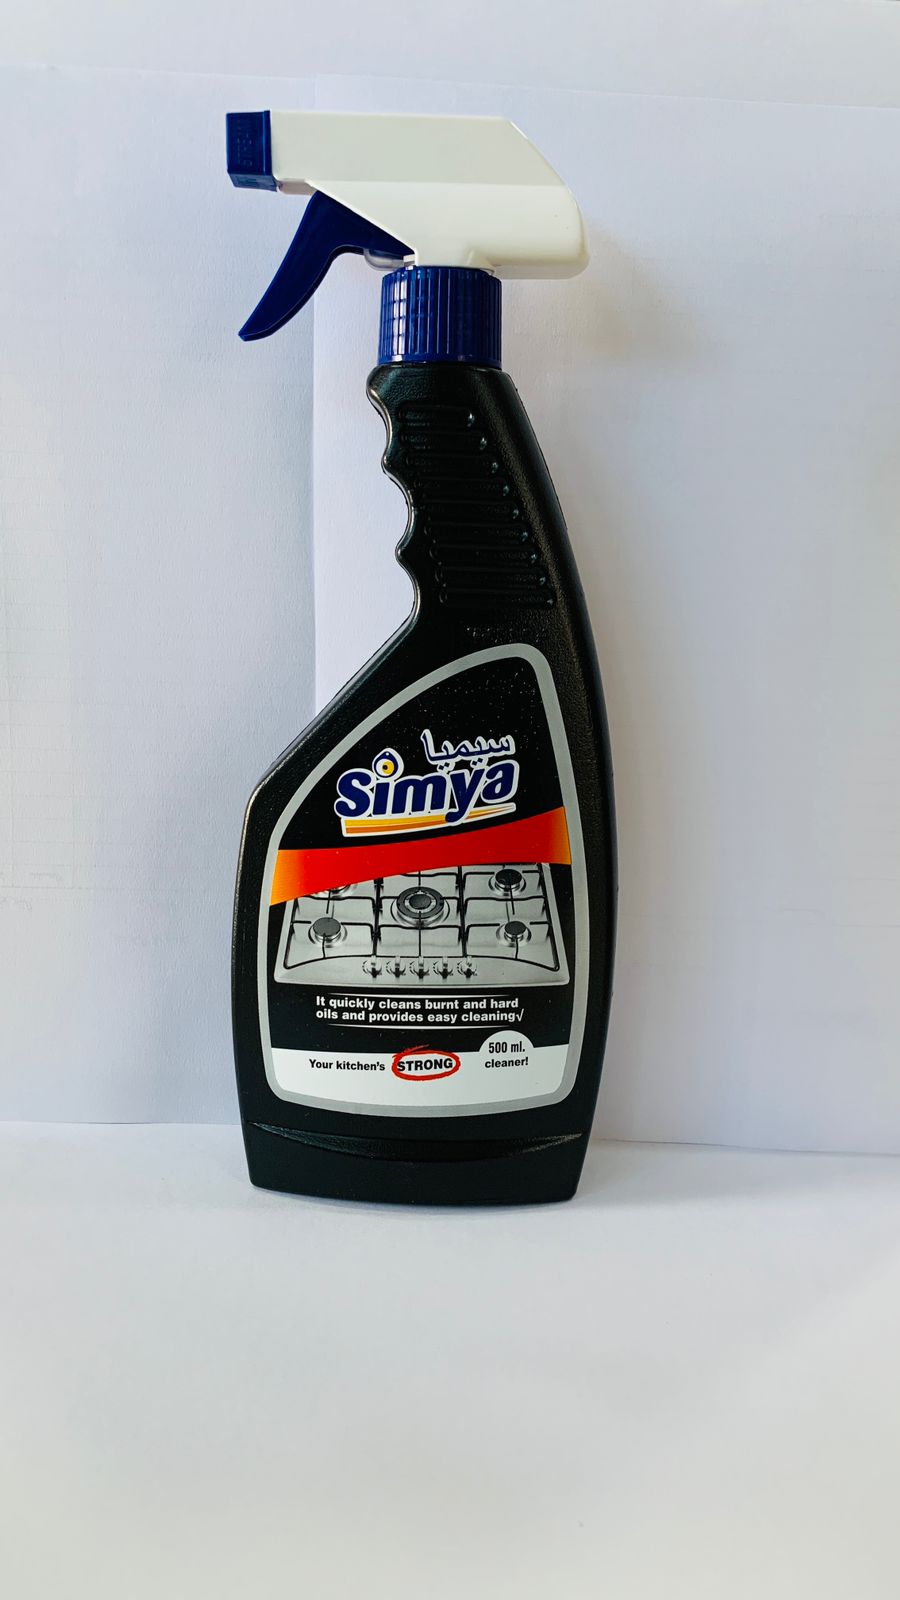 STREAM
سيميا
Simya
It quickly cleans burnt and hard
oils and provides easy cleaning√
Your kitchen's STRONG cleaner!
500 ml.